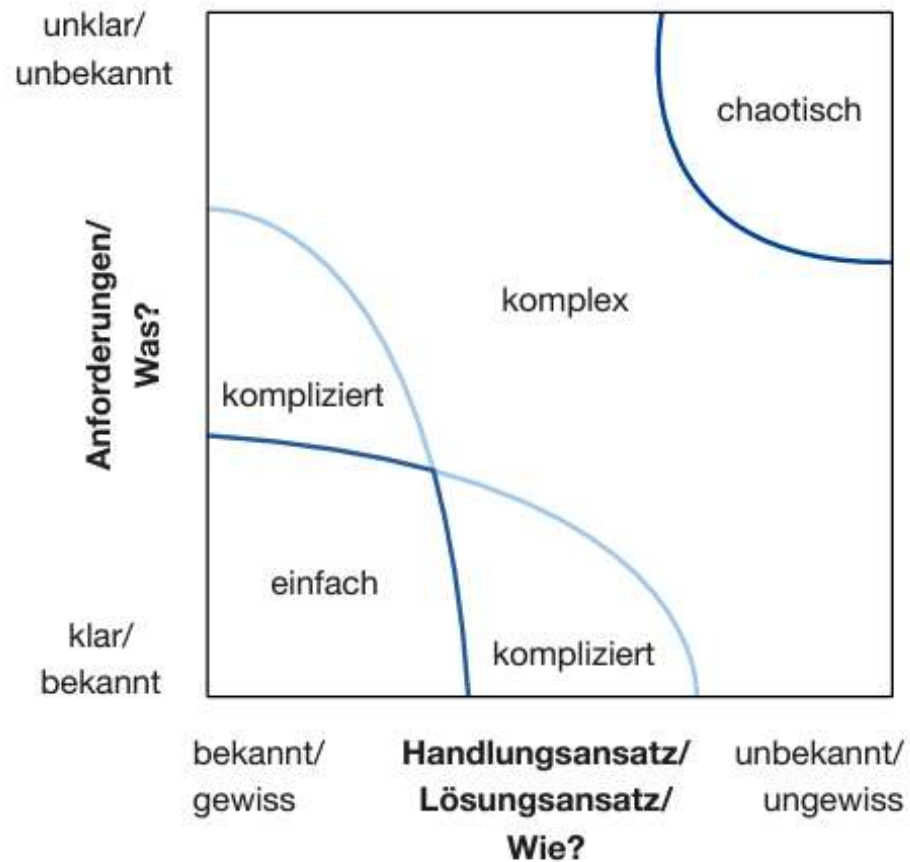 unklar/
unbekannt
chaotisch
Anforderungen/
Was?
komplex
kompliziert
einfach
kompliziert
klar/
bekannt
bekannt/
gewiss
Handlungsansatz/
Lösungsansatz/
Wie?
unbekannt/
ungewiss